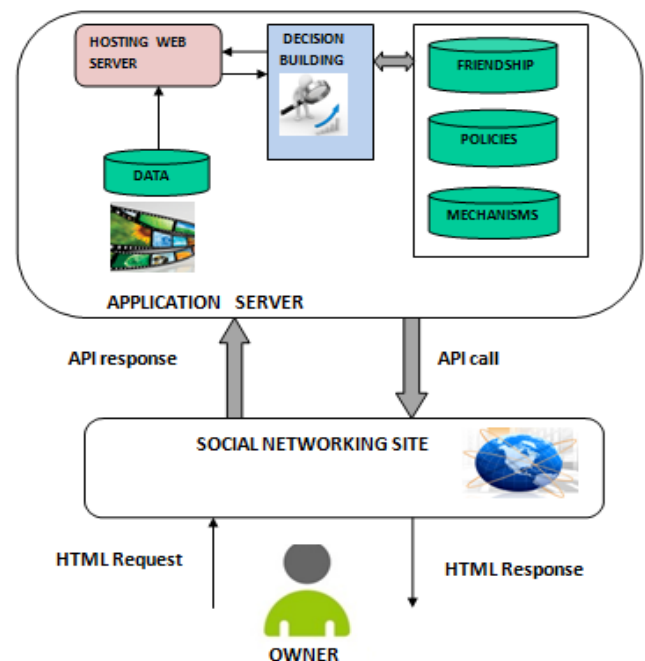 HOSTING WEB
SERVER
DECISION
BUILDING
FRIENDSHIP
POLICIES
DATA
MECHANISMS
APPLICATION SERVER
API response
API call
SOCIAL NETWORKING SITE
HTML Request
HTML Response
OWNER